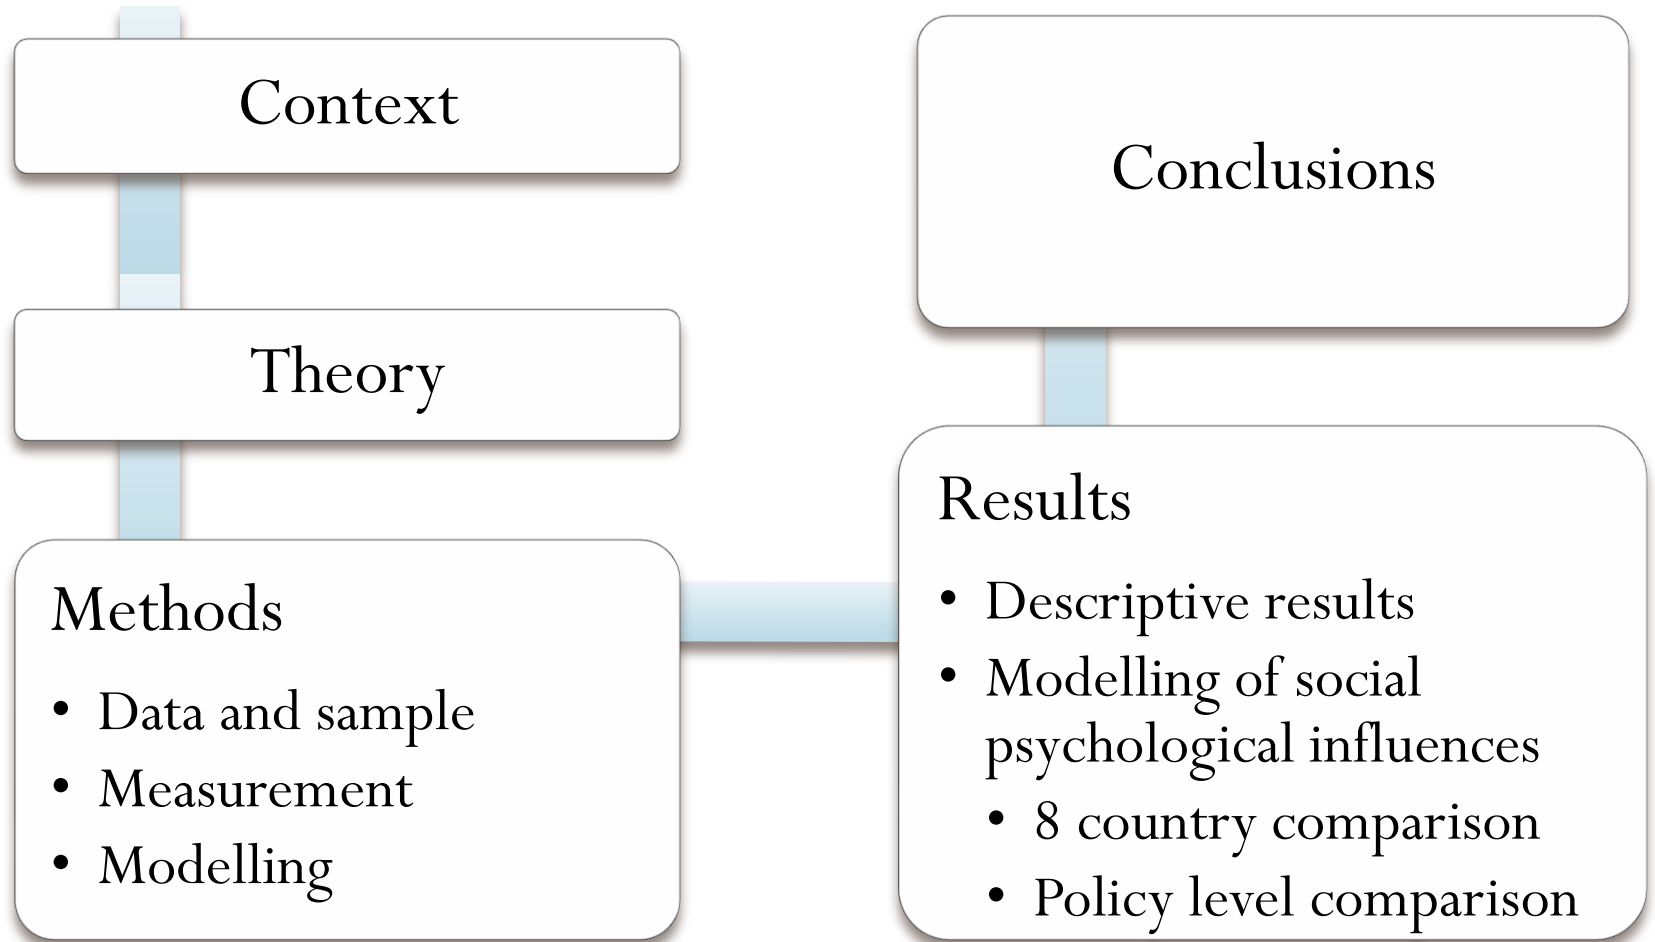 Context
Theory
Methods
• Data and sample
• Measurement
• Modelling
Results
• Descriptive results
• Modelling of social
psychological influences
• 8 country comparison
• Policy level comparison
Conclusions